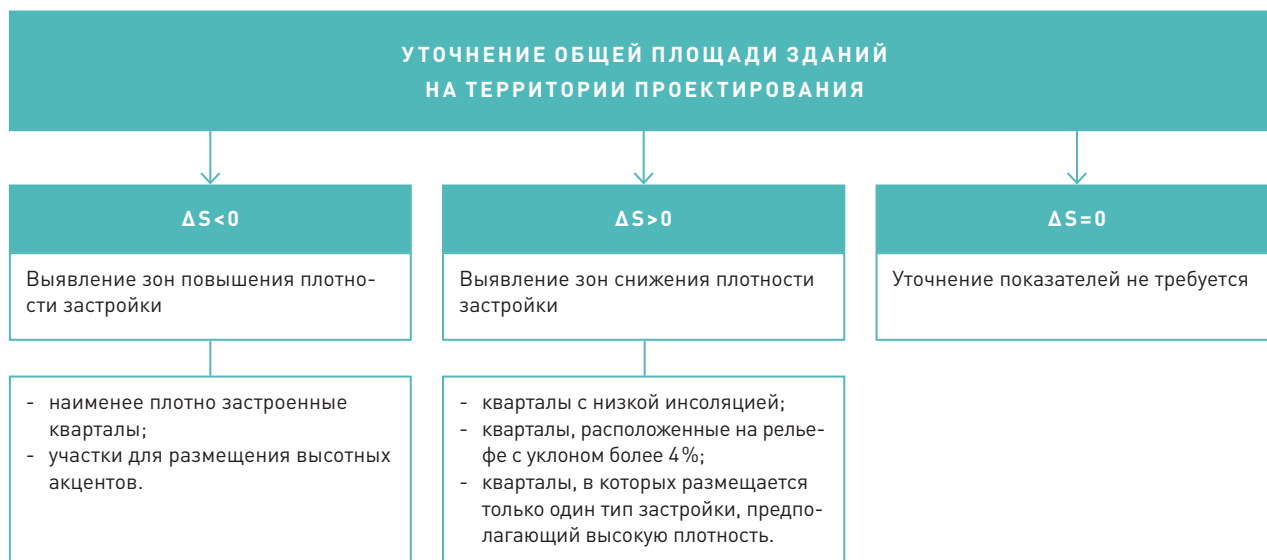 УТОЧНЕНИЕ ОБЩЕЙ ПЛОЩАДИ ЗДАНИЙ
НА ТЕРРИТОРИИ ПРОЕКТИРОВАНИЯ
ΔS<0
Выявление зон повышения плотно-
сти застройки
- наименее плотно застроенные
кварталы;
- участки для размещения высотных
акцентов.
ΔS>0
Выявление зон снижения плотности
застройки
- кварталы с низкой инсоляцией;
- кварталы, расположенные на релье-
фе с уклоном более 4%;
- кварталы, в которых размещается
только один тип застройки, предпо-
лагающий высокую плотность.
ΔS=0
Уточнение показателей не требуется